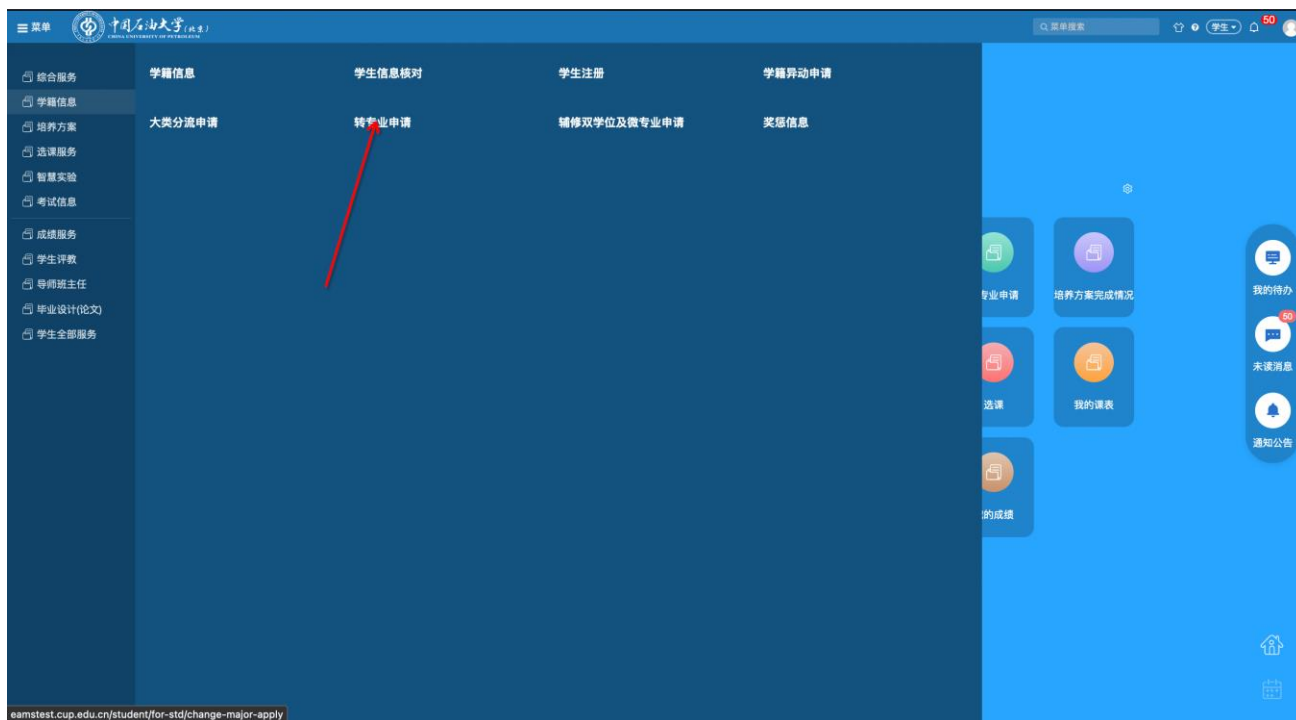 菜单
中国石油大学(北京)
CHINA UNIVERSITY OF PETROLEUM
菜单搜索
学生
50
综合服务
学籍信息
培养方案
选课服务
智慧实验
考试信息
成绩服务
学生评教
导师班主任
毕业设计(论文)
学生全部服务
学籍信息
学生信息核对
学生注册
学籍异动申请
大类分流申请
转专业申请
辅修双学位及微专业申请
奖惩信息
专业申请
培养方案完成情况
选课
我的课表
的成绩
我的待办
50
未读消息
通知公告
eamstest.cup.edu.cn/student/for-std/change-major-apply